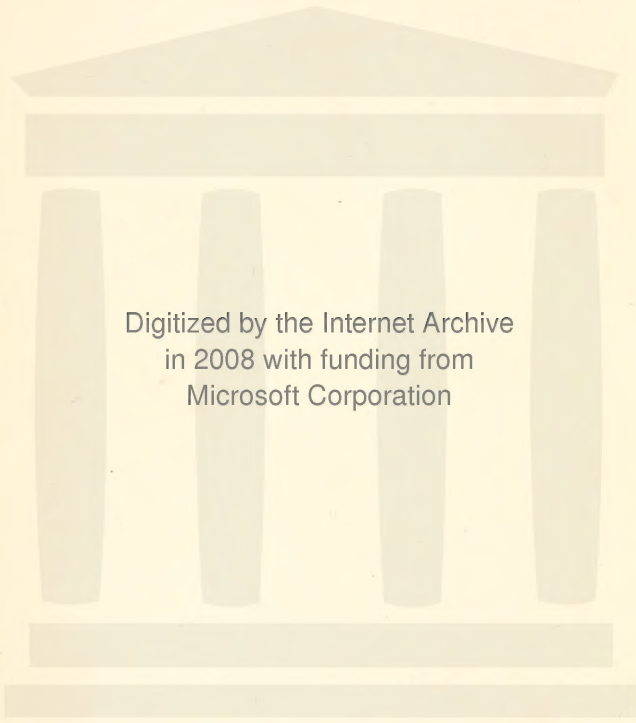 Digitized by the Internet Archive
in 2008 with funding from
Microsoft Corporation